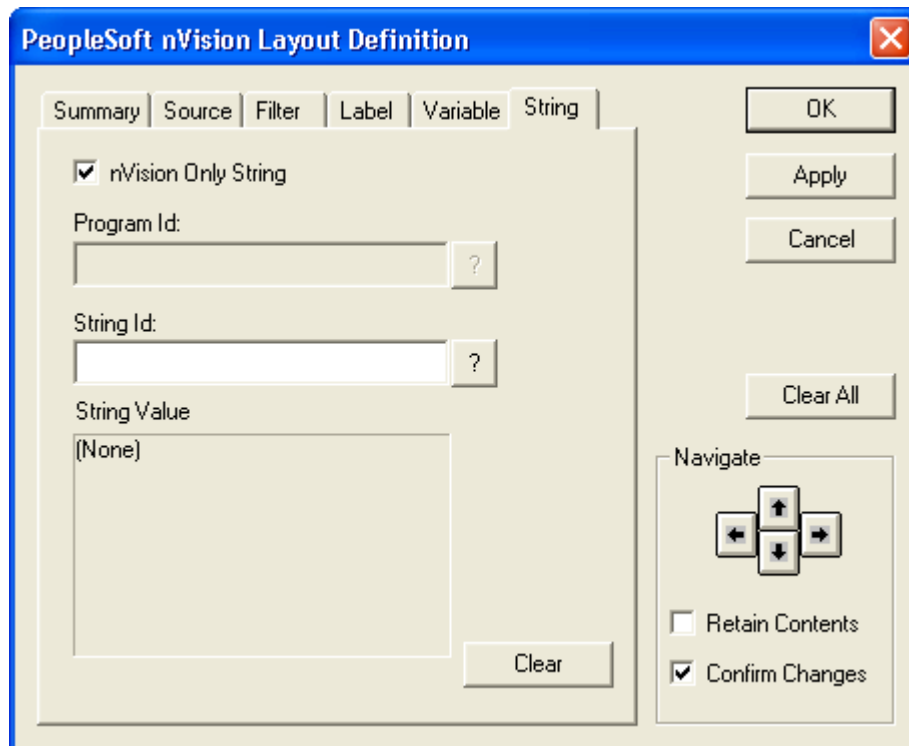 PeopleSoft nVision Layout Definition
Summary Source Filter Label Variable String
nVision Only String
Program Id:
?
String Id:
?
String Value
(None)
Clear
OK
Apply
Cancel
Clear All
Navigate
Retain Contents
Confirm Changes